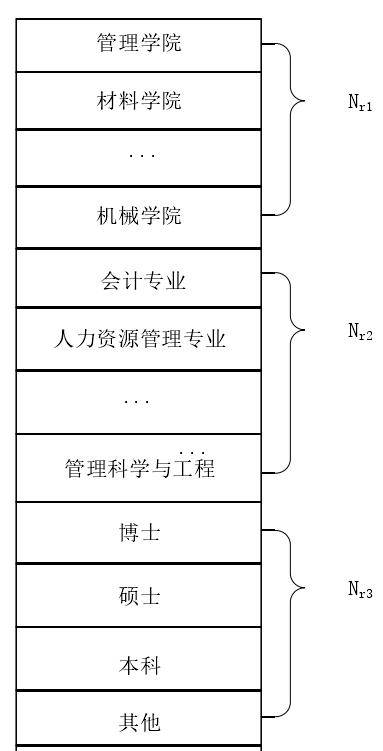 管理学院
材料学院
...
机械学院
Nr1
会计专业
人力资源管理专业
...
...
管理科学与工程
Nr2
博士
硕士
本科
其他
Nr3